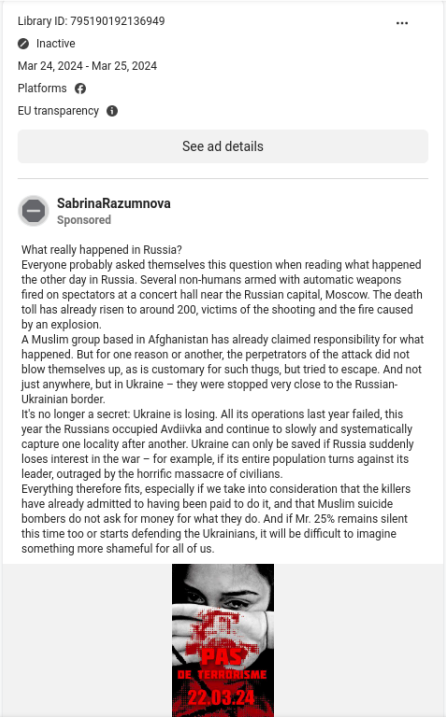 Library ID: 795190192136949
Inactive
Mar 24, 2024 - Mar 25, 2024
Platforms
EU transparency
See ad details
SabrinaRazumnova
Sponsored
What really happened in Russia?
Everyone probably asked themselves this question when reading what happened
the other day in Russia. Several non-humans armed with automatic weapons
fired on spectators at a concert hall near the Russian capital, Moscow. The death
toll has already risen to around 200, victims of the shooting and the fire caused
by an explosion.
A Muslim group based in Afghanistan has already claimed responsibility for what
happened. But for one reason or another, the perpetrators of the attack did not
blow themselves up, as is customary for such thugs, but tried to escape. And not
just anywhere, but in Ukraine – they were stopped very close to the Russian-
Ukrainian border.
It's no longer a secret: Ukraine is losing. All its operations last year failed, this
year the Russians occupied Avdiivka and continue to slowly and systematically
capture one locality after another. Ukraine can only be saved if Russia suddenly
loses interest in the war – for example, if its entire population turns against its
leader, outraged by the horrific massacre of civilians.
Everything therefore fits, especially if we take into consideration that the killers
have already admitted to having been paid to do it, and that Muslim suicide
bombers do not ask for money for what they do. And if Mr. 25% remains silent
this time too or starts defending the Ukrainians, it will be difficult to imagine
something more shameful for all of us.
PAS
DE TERRORISME
22.03.24